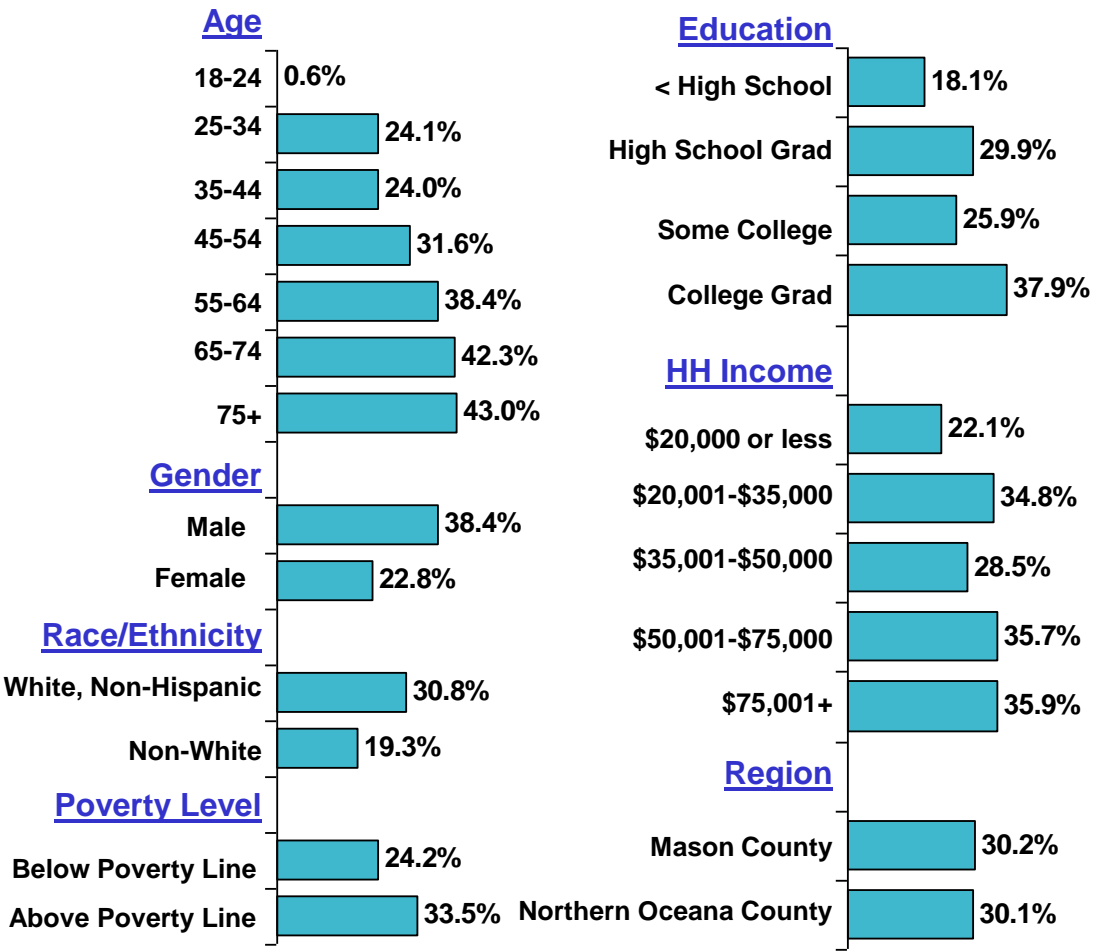 Age
18-24 0.6%
25-34 24.1%
35-44 24.0%
45-54 31.6%
55-64 38.4%
65-74 42.3%
75+ 43.0%
Gender
Male 38.4%
Female 22.8%
Race/Ethnicity
White, Non-Hispanic 30.8%
Non-White 19.3%
Poverty Level
Below Poverty Line 24.2%
Above Poverty Line 33.5%
Education
< High School 18.1%
High School Grad 29.9%
Some College 25.9%
College Grad 37.9%
HH Income
$20,000 or less 22.1%
$20,001-$35,000 34.8%
$35,001-$50,000 28.5%
$50,001-$75,000 35.7%
$75,001+ 35.9%
Region
Mason County 30.2%
Northern Oceana County 30.1%